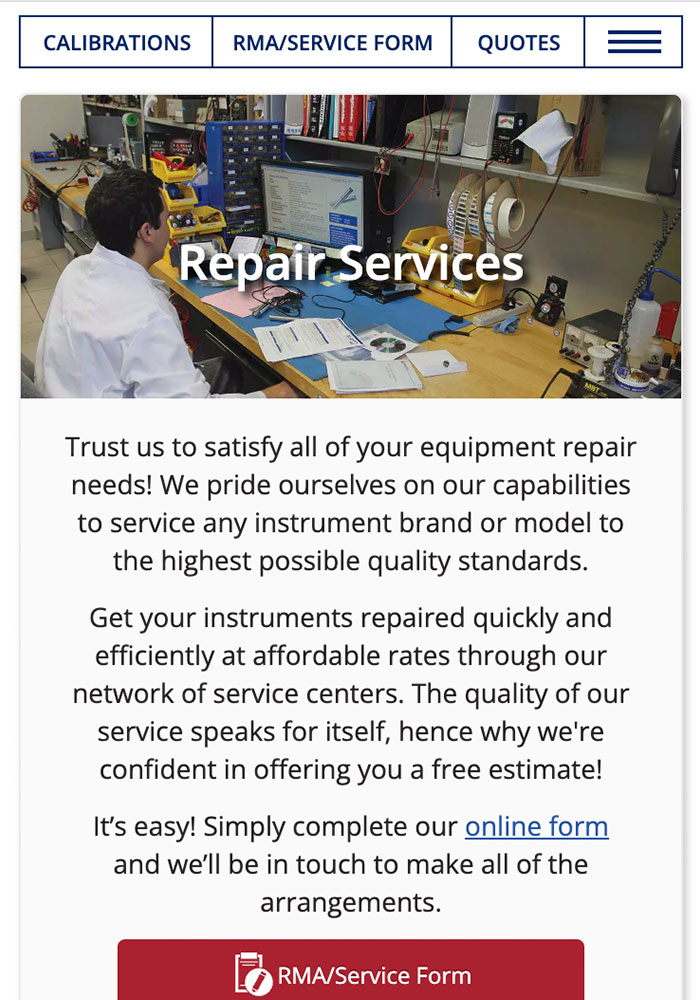 CALIBRATIONS RMA/SERVICE FORM QUOTES
Repair Services
Trust us to satisfy all of your equipment repair
needs! We pride ourselves on our capabilities
to service any instrument brand or model to
the highest possible quality standards.
Get your instruments repaired quickly and
efficiently at affordable rates through our
network of service centers. The quality of our
service speaks for itself, hence why we're
confident in offering you a free estimate!
It’s easy! Simply complete our online form
and we’ll be in touch to make all of the
arrangements.
RMA/Service Form